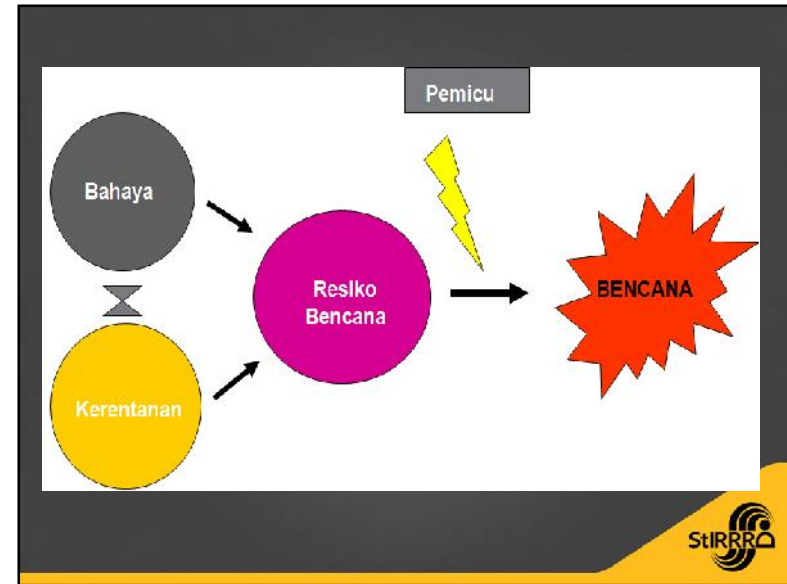 Pemicu
Bahaya
Resiko
Bencana
BENCANA
Kerentanan
StIRRRD